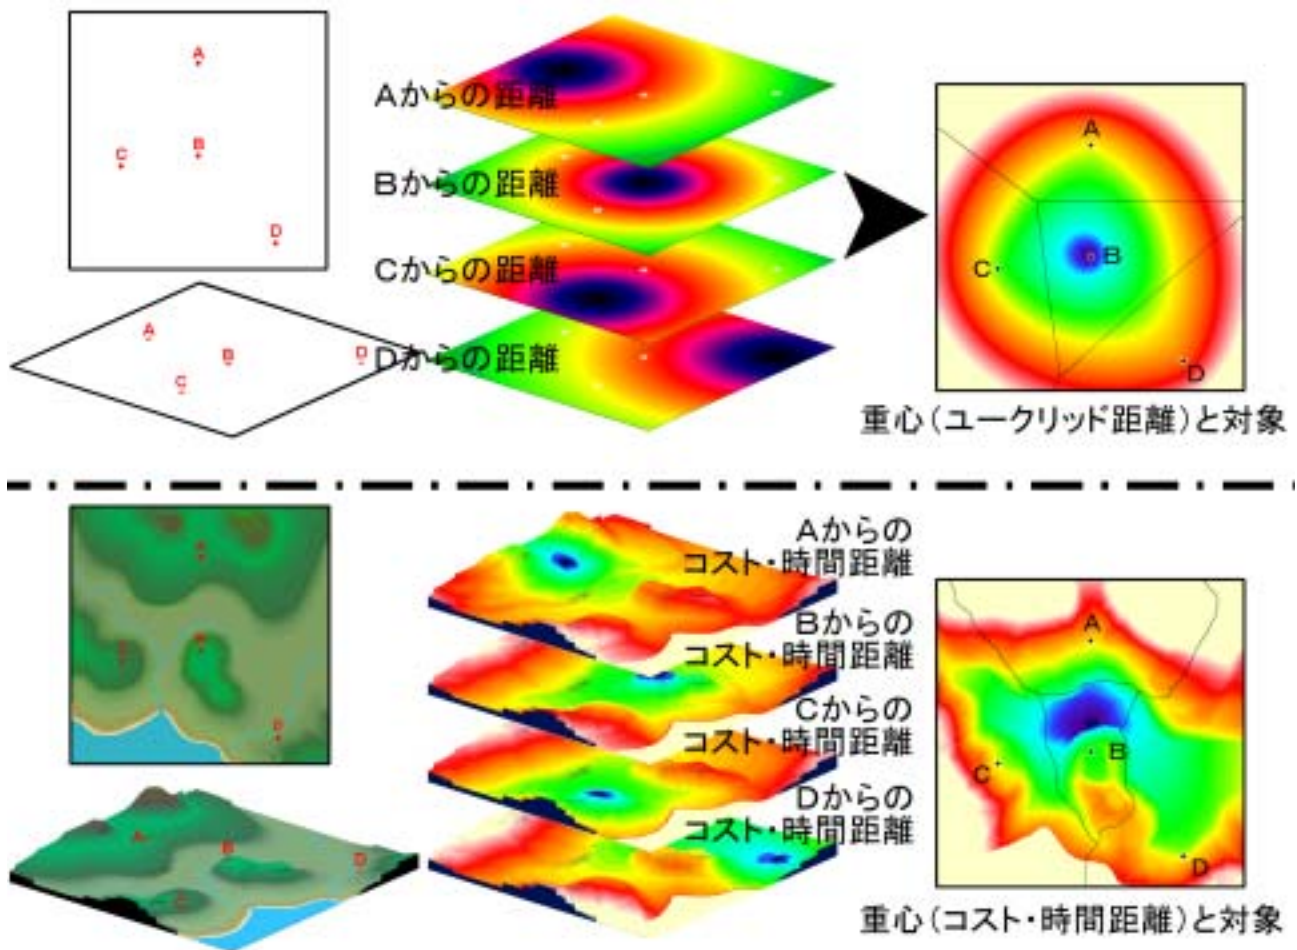 A
C
B
D
A
B
C
D
Aからの距離
Bからの距離
Cからの距離
Dからの距離
A
C
B
D
重心(ユークリッド距離)と対象
A
B
D
A
B
C
D
Aからの
コスト・時間距離
Bからの
コスト・時間距離
Cからの
コスト・時間距離
Dからの
コスト・時間距離
A
B
C
D
重心(コスト・時間距離)と対象